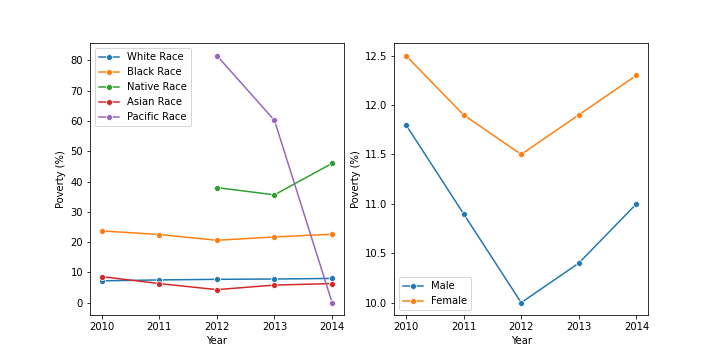 White Race
Black Race
Native Race
Asian Race
Pacific Race
80
70
60
50
40
30
20
10
0
Poverty (%)
2010 2011 2012 2013 2014
Year
12.5
12.0
11.5
11.0
10.5
10.0
Poverty (%)
Male
Female
2010 2011 2012 2013 2014
Year